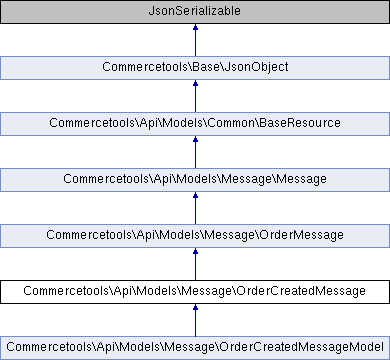 JsonSerializable
Commercetools\Base\JsonObject
Commercetools\Api\Models\Common\BaseResource
Commercetools\Api\Models\Message\Message
Commercetools\Api\Models\Message\OrderMessage
Commercetools\Api\Models\Message\OrderCreatedMessage
Commercetools\Api\Models\Message\OrderCreatedMessageModel